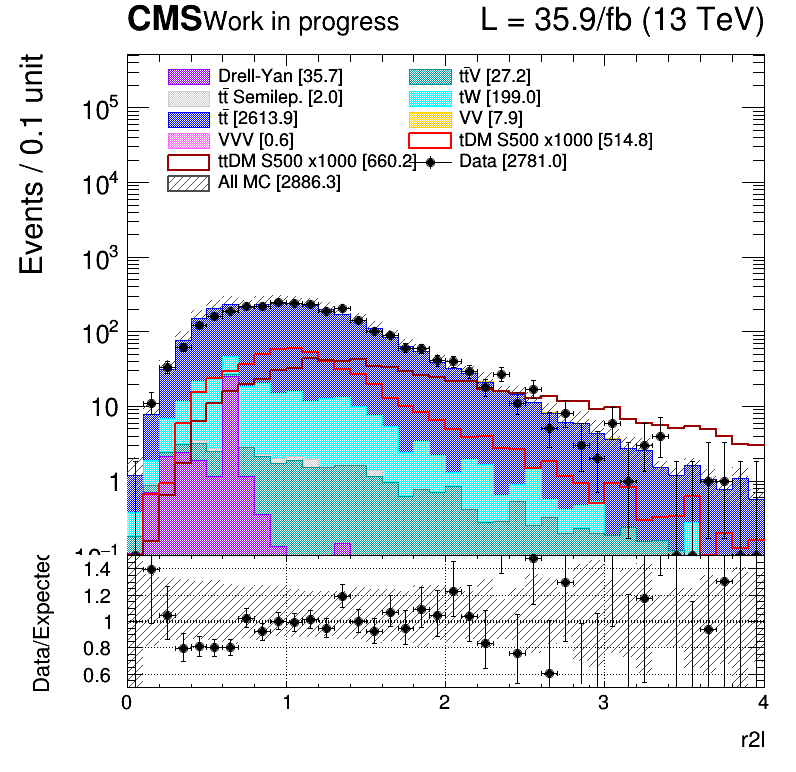 CMS Work in progress L = 35.9/fb (13 TeV)
Events / 0.1 unit
Drell-Yan [35.7] tt̄V [27.2]
tt̄ Semilep. [2.0] tW [199.0]
tt̄ [2613.9] VV [7.9]
VVV [0.6] tDM S500 x1000 [514.8]
ttDM S500 x1000 [660.2] Data [2781.0]
All MC [2886.3]
10⁵
10⁴
10³
10²
10
1
10⁻¹
Data/Expected
1.4
1.2
1
0.8
0.6
0 1 2 3 4
r2l